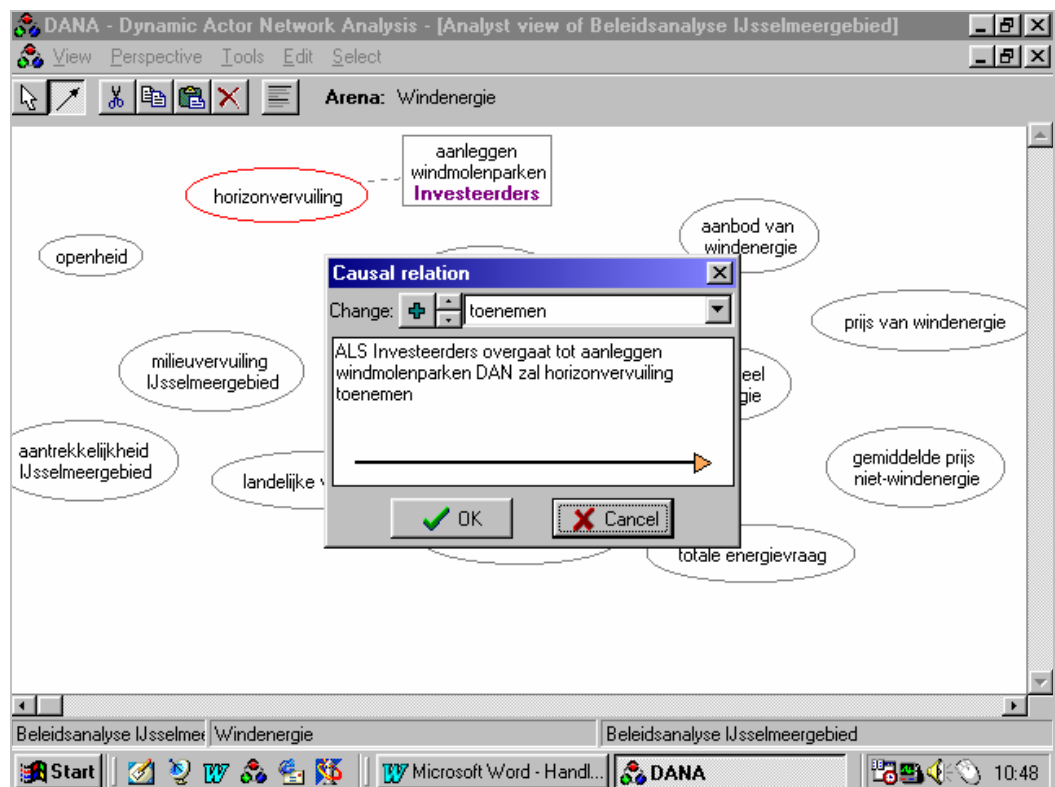 DANA - Dynamic Actor Network Analysis - [Analyst view of Beleidsanalyse IJsselmeergebied]
View Perspective Tools Edit Select
Arena: Windenergie
aanleggen
windmolenparken
Investeerders
horizonvervuiling
aanbod van
windenergie
openheid
Causal relation
Change: toenemen
prijs van windenergie
ALS Investeerders overgaat tot aanleggen
windmolenparken DAN zal horizonvervuiling
toenemen
milieuvervuiling
IJsselmeergebied
eel
gie
aantrekkelijkheid
IJsselmeergebied
landelijke v
gemiddelde prijs
niet-windenergie
OK Cancel
totale energievraag
Beleidsanalyse IJsselmee Windenergie Beleidsanalyse IJsselmeergebied
Start Microsoft Word - Handl... DANA 10:48